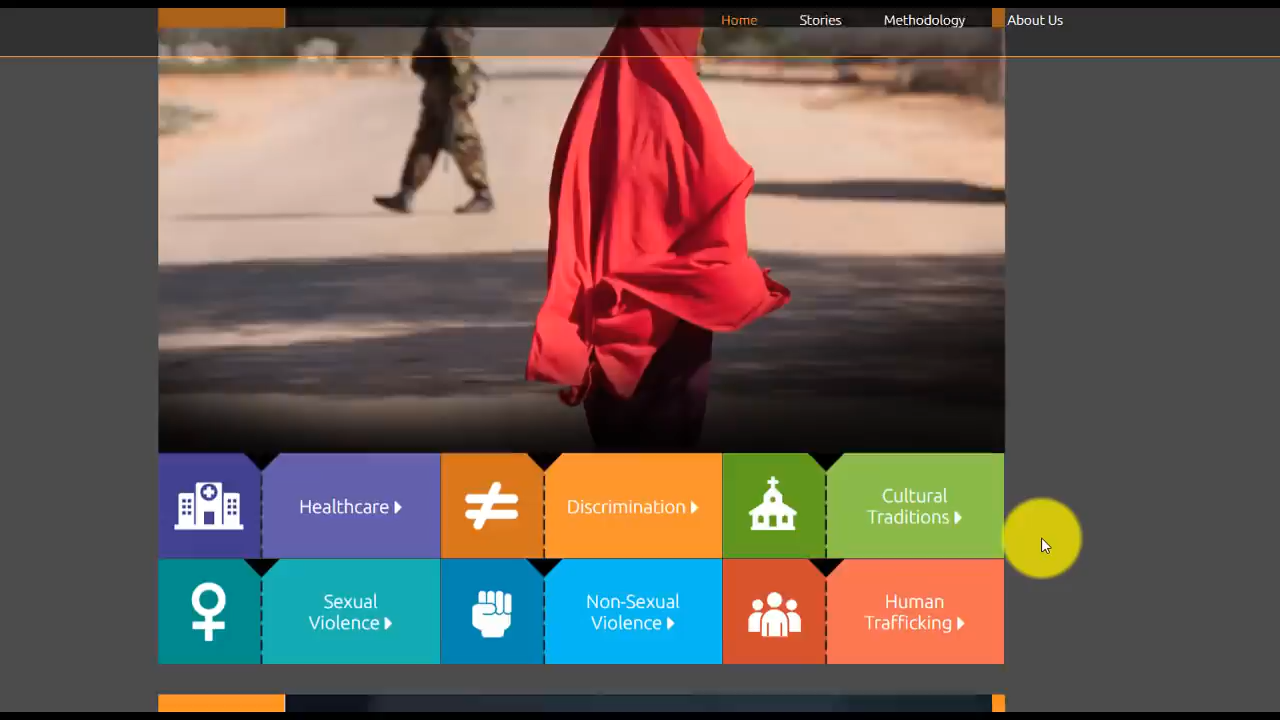 Home Stories Methodology About Us
Healthcare
Discrimination
Cultural
Traditions
Sexual
Violence
Non-Sexual
Violence
Human
Trafficking